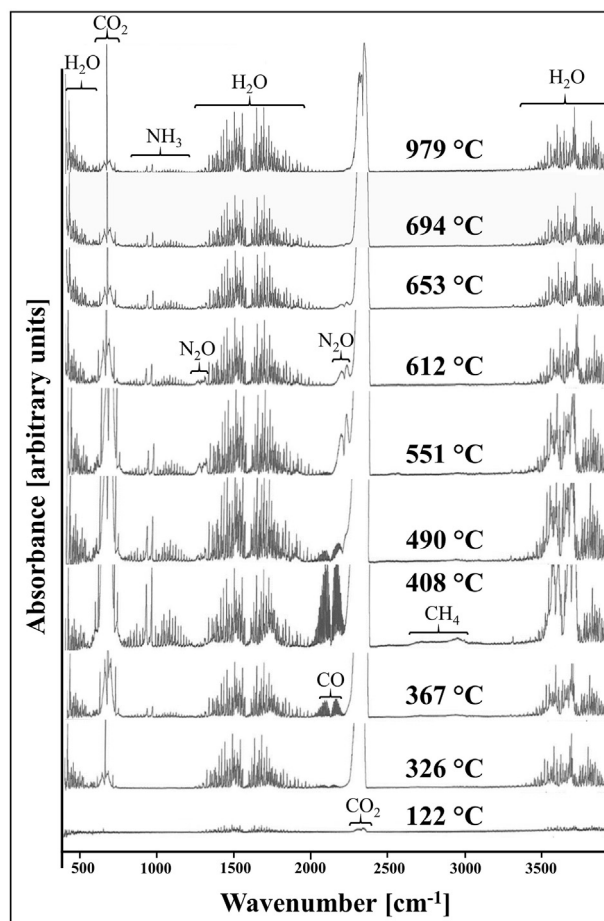 CO₂
H₂O
H₂O
H₂O
NH₃
979 °C
694 °C
653 °C
N₂O
N₂O
612 °C
551 °C
490 °C
408 °C
CH₄
CO
367 °C
326 °C
CO₂
122 °C
Absorbance [arbitrary units]
500 1000 1500 2000 2500 3000 3500
Wavenumber [cm⁻¹]